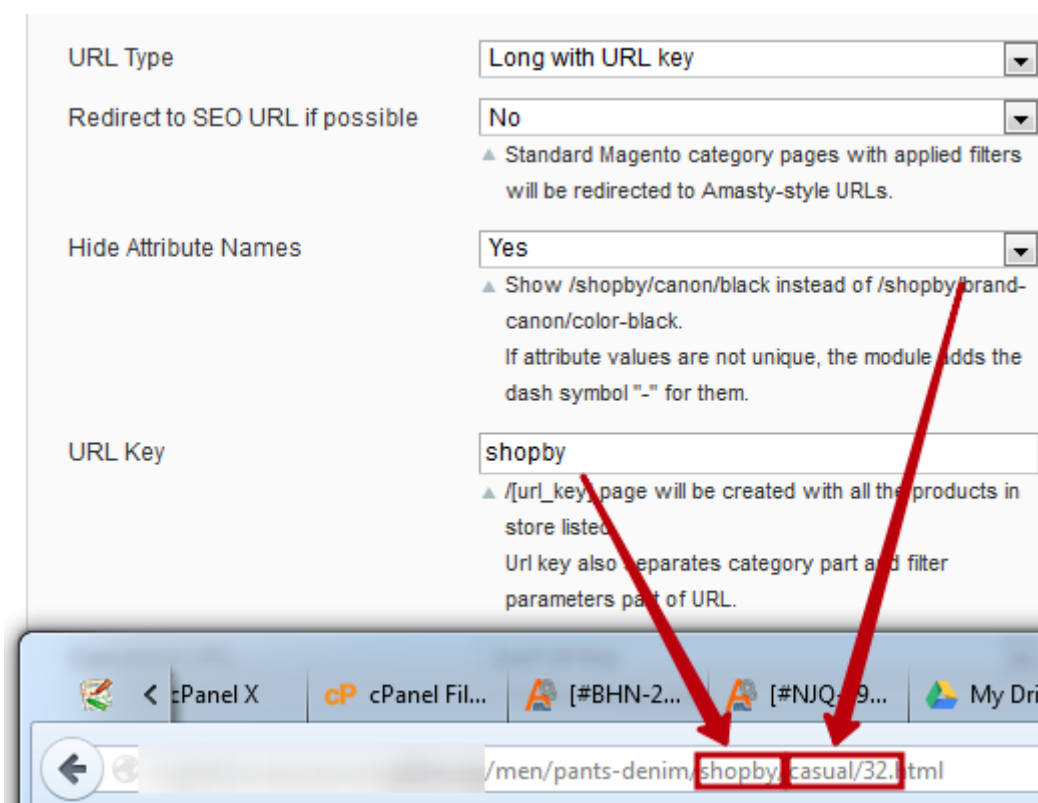 URL Type
Long with URL key
Redirect to SEO URL if possible
No
Standard Magento category pages with applied filters
will be redirected to Amasty-style URLs.
Hide Attribute Names
Yes
Show /shopby/canon/black instead of /shopby/brand-
canon/color-black.
If attribute values are not unique, the module adds the
dash symbol "-" for them.
URL Key
shopby
/[url_key] page will be created with all the products in
store listed.
Url key also separates category part and filter
parameters part of URL.
cPanel X
cP cPanel Fil...
[#BHN-2...
My Dri
/men/pants-denim/shopby/casual/32.html